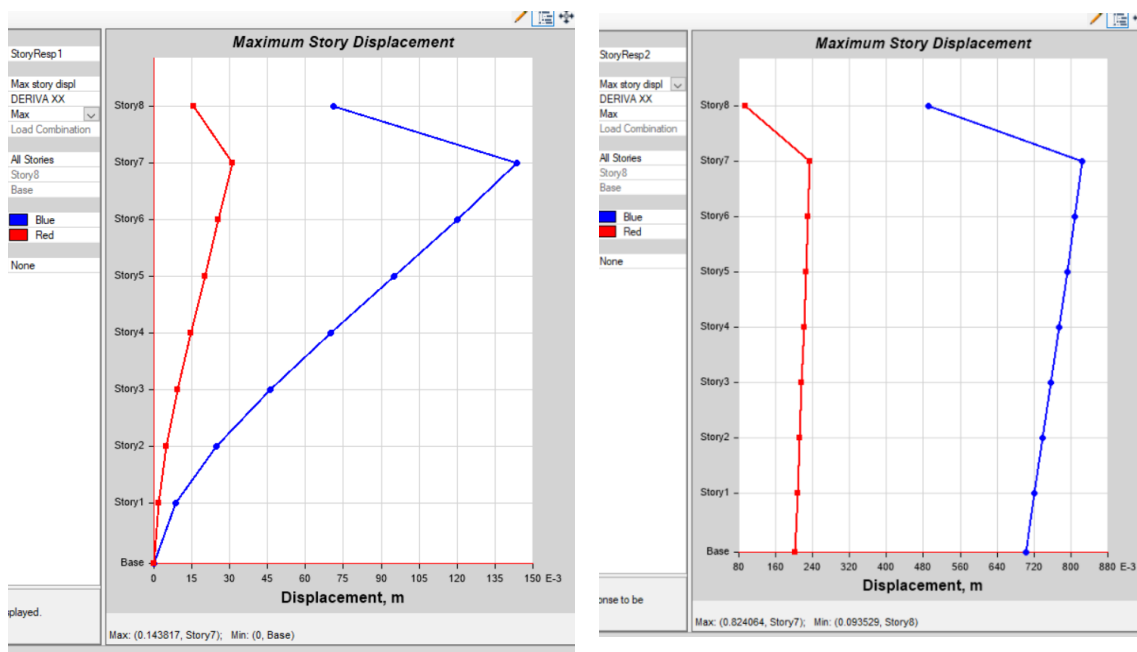 StoryResp1
Max story displ
DERIVA XX
Max
Load Combination
All Stories
Story8
Base
Blue
Red
None
splayed.
Maximum Story Displacement
Story8
Story7
Story6
Story5
Story4
Story3
Story2
Story1
Base
0 15 30 45 60 75 90 105 120 135 150 E-3
Displacement, m
Max: (0.143817, Story7); Min: (0, Base)
StoryResp2
Max story displ
DERIVA XX
Max
Load Combination
All Stories
Story8
Base
Blue
Red
None
onse to be
Maximum Story Displacement
Story8
Story7
Story6
Story5
Story4
Story3
Story2
Story1
Base
80 160 240 320 400 480 560 640 720 800 880 E-3
Displacement, m
Max: (0.824064, Story7); Min: (0.093529, Story8)